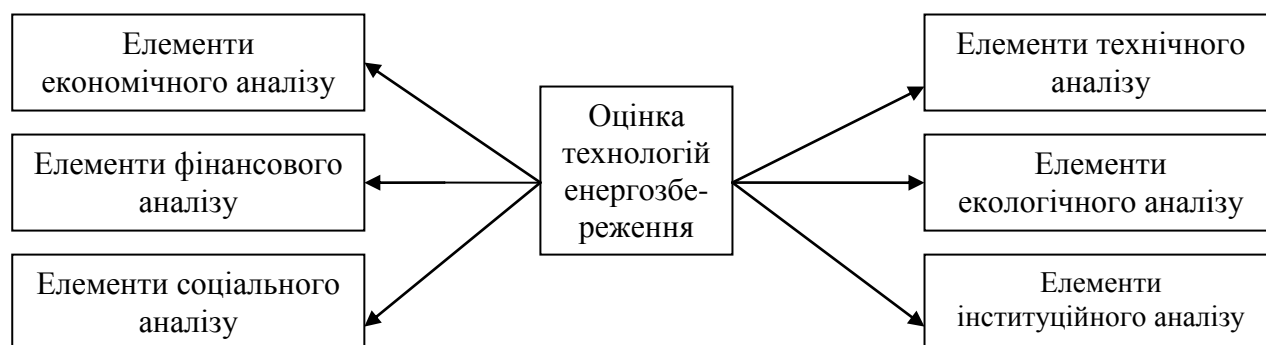 Елементи
економічного аналізу
Елементи фінансового
аналізу
Елементи соціального
аналізу
Оцінка
технологій
енергозбе-
реження
Елементи технічного
аналізу
Елементи
екологічного аналізу
Елементи
інституційного аналізу